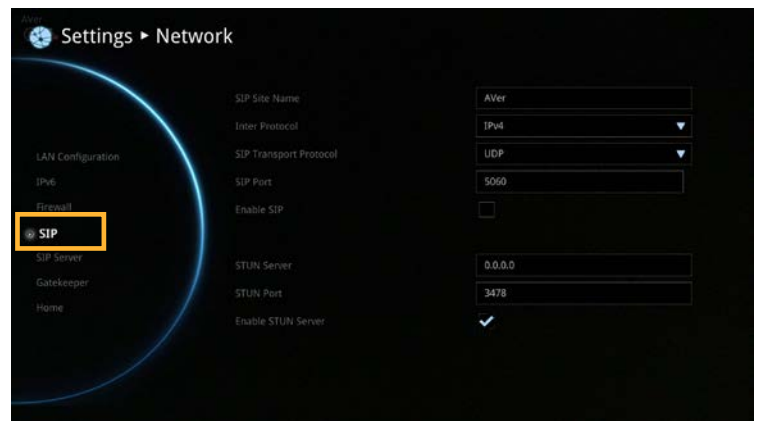 AVer
Settings ▸ Network
LAN Configuration
IPv6
Firewall
SIP
SIP Server
Gatekeeper
Home
SIP Site Name AVer
Inter Protocol IPv4
SIP Transport Protocol UDP
SIP Port 5060
Enable SIP
STUN Server 0.0.0.0
STUN Port 3478
Enable STUN Server